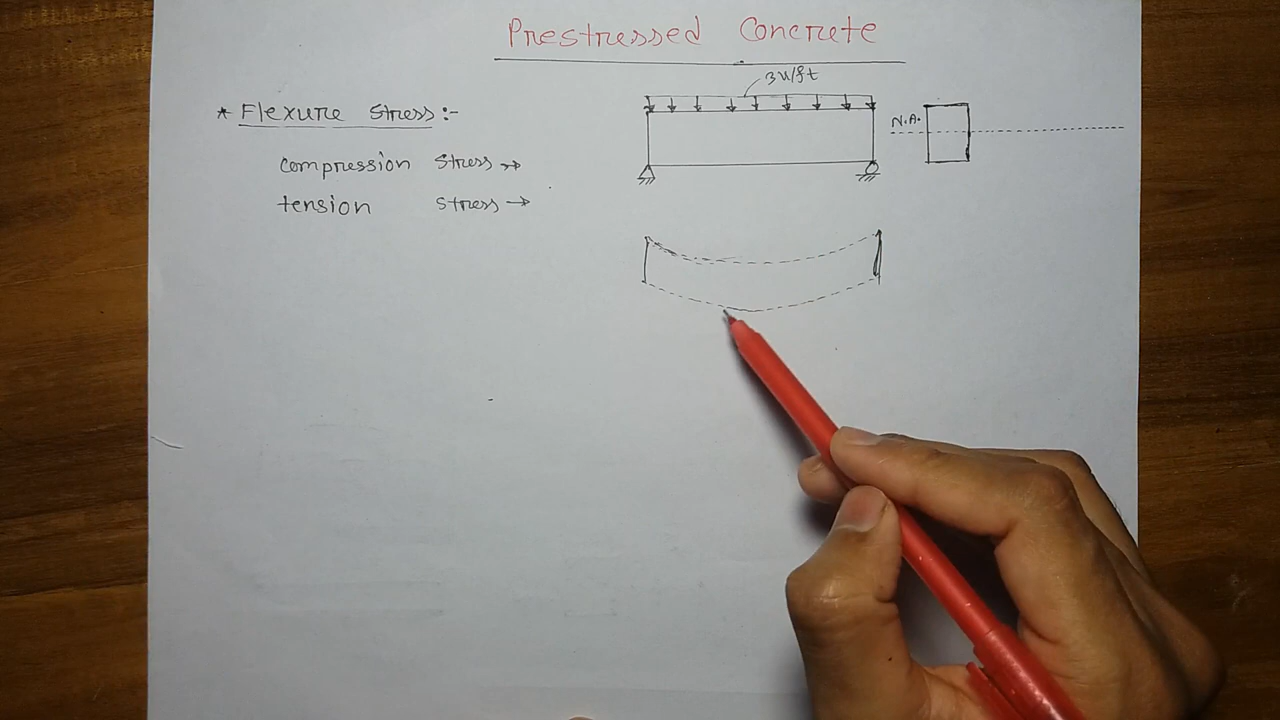 Prestressed Concrete
3k/ft
* Flexure Stress:-
N.A.
compression stress →
tension stress →